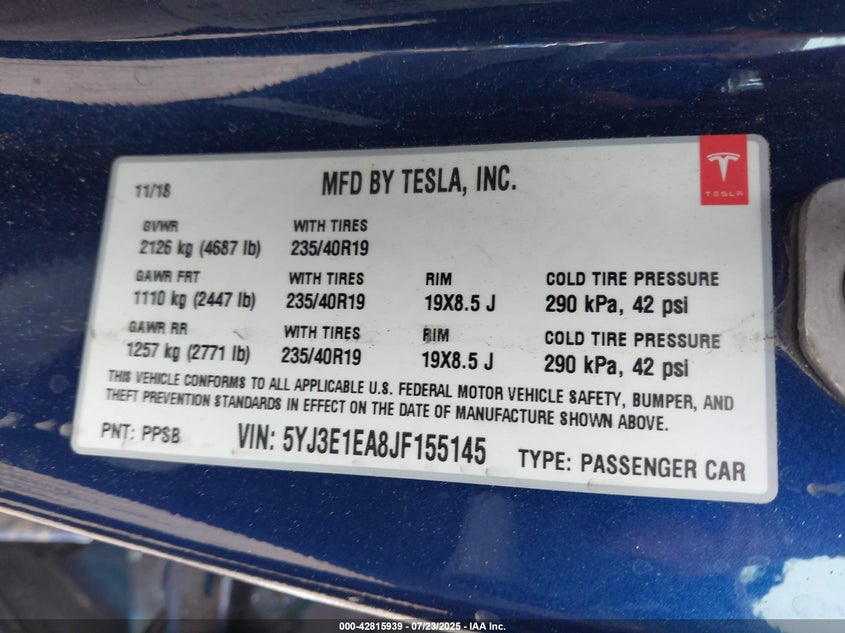 11/18
MFD BY TESLA, INC.
TESLA
GVWR WITH TIRES
2126 kg (4687 lb) 235/40R19
GAWR FRT WITH TIRES RIM COLD TIRE PRESSURE
1110 kg (2447 lb) 235/40R19 19X8.5 J 290 kPa, 42 psi
GAWR RR WITH TIRES RIM COLD TIRE PRESSURE
1257 kg (2771 lb) 235/40R19 19X8.5 J 290 kPa, 42 psi
THIS VEHICLE CONFORMS TO ALL APPLICABLE U.S. FEDERAL MOTOR VEHICLE SAFETY, BUMPER, AND
THEFT PREVENTION STANDARDS IN EFFECT ON THE DATE OF MANUFACTURE SHOWN ABOVE.
PNT: PPSB VIN: 5YJ3E1EA8JF155145 TYPE: PASSENGER CAR
000-42815939 - 07/23/2025 - IAA Inc.